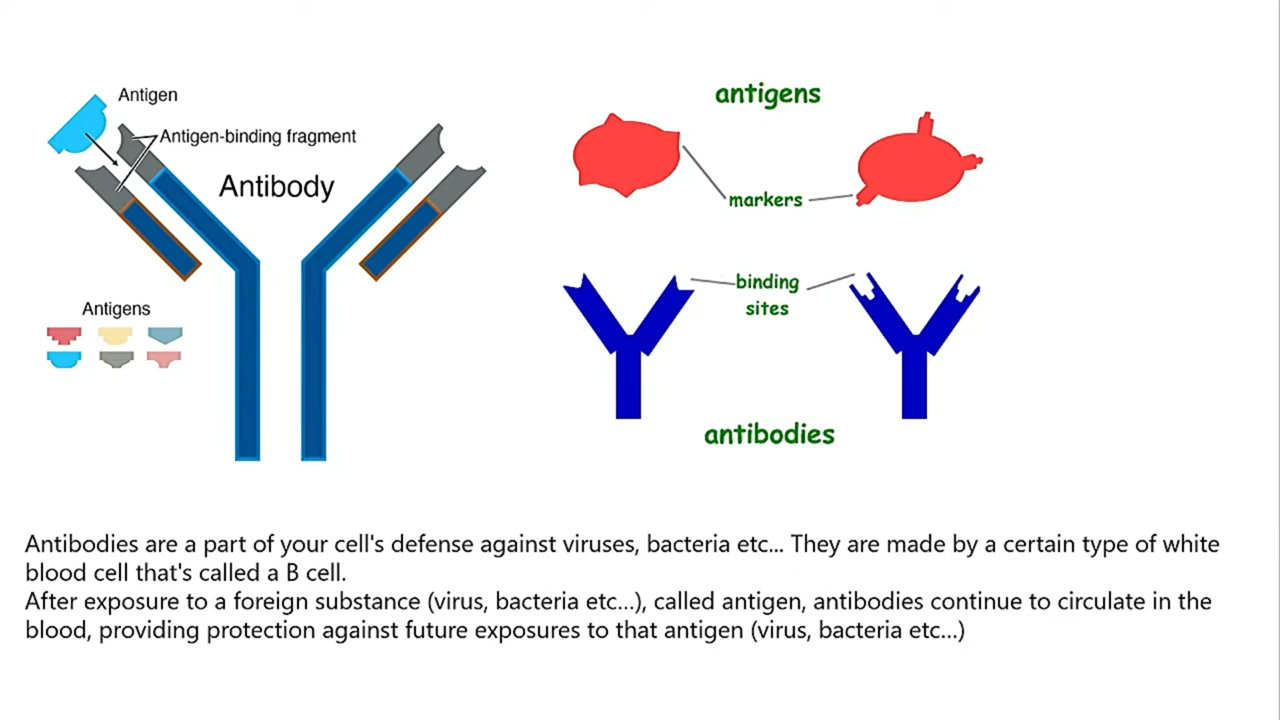 Antigen
Antigen-binding fragment
Antibody
Antigens
antigens
markers
binding
sites
antibodies
Antibodies are a part of your cell's defense against viruses, bacteria etc... They are made by a certain type of white
blood cell that's called a B cell.
After exposure to a foreign substance (virus, bacteria etc...), called antigen, antibodies continue to circulate in the
blood, providing protection against future exposures to that antigen (virus, bacteria etc...)